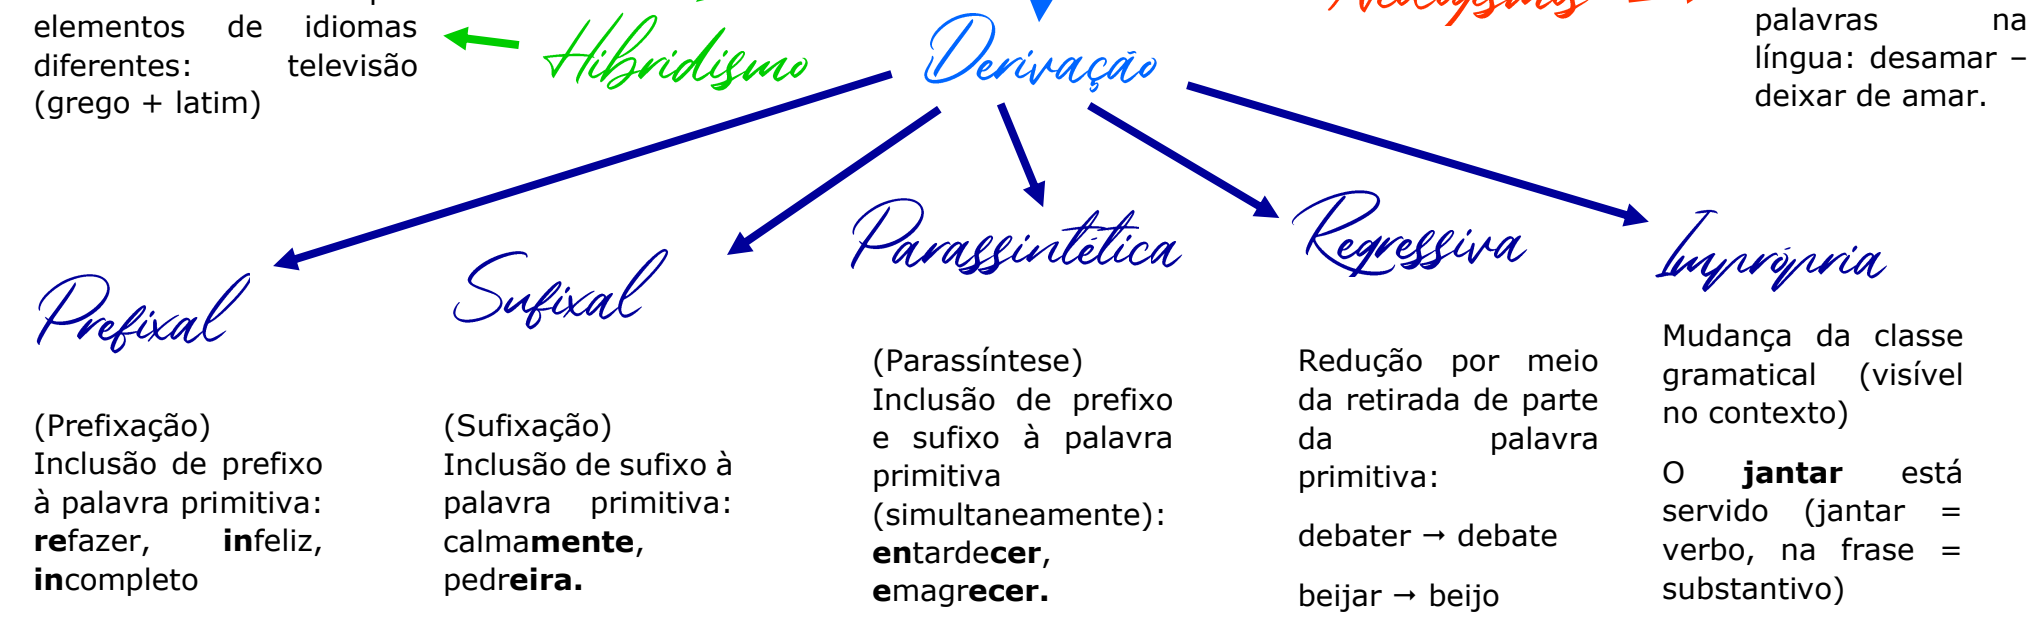 elementos de idiomas
diferentes: televisão
(grego + latim)
Hibridismo
Derivação
Neologismos
palavras na
língua: desamar –
deixar de amar.
Prefixal
(Prefixação)
Inclusão de prefixo
à palavra primitiva:
refazer, infeliz,
incompleto
Sufixal
(Sufixação)
Inclusão de sufixo à
palavra primitiva:
calmamente,
pedreira.
Parassintética
(Parassíntese)
Inclusão de prefixo
e sufixo à palavra
primitiva
(simultaneamente):
entardecer,
emagrecer.
Regressiva
Redução por meio
da retirada de parte
da palavra
primitiva:
debater → debate
beijar → beijo
Imprópria
Mudança da classe
gramatical (visível
no contexto)
O jantar está
servido (jantar =
verbo, na frase =
substantivo)